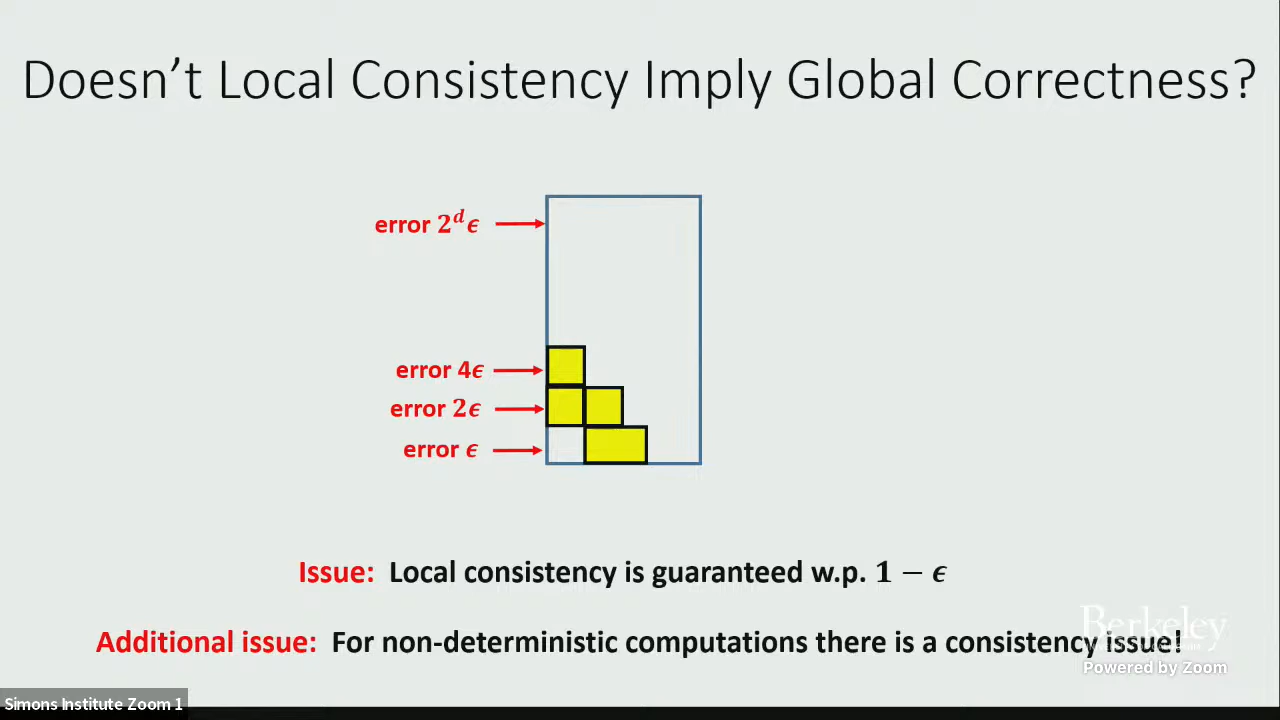 Doesn't Local Consistency Imply Global Correctness?
error 2^d ϵ
error 4ϵ
error 2ϵ
error ϵ
Issue: Local consistency is guaranteed w.p. 1 − ϵ
Additional issue: For non-deterministic computations there is a consistency issue!
Berkeley
Powered by Zoom
Simons Institute Zoom 1